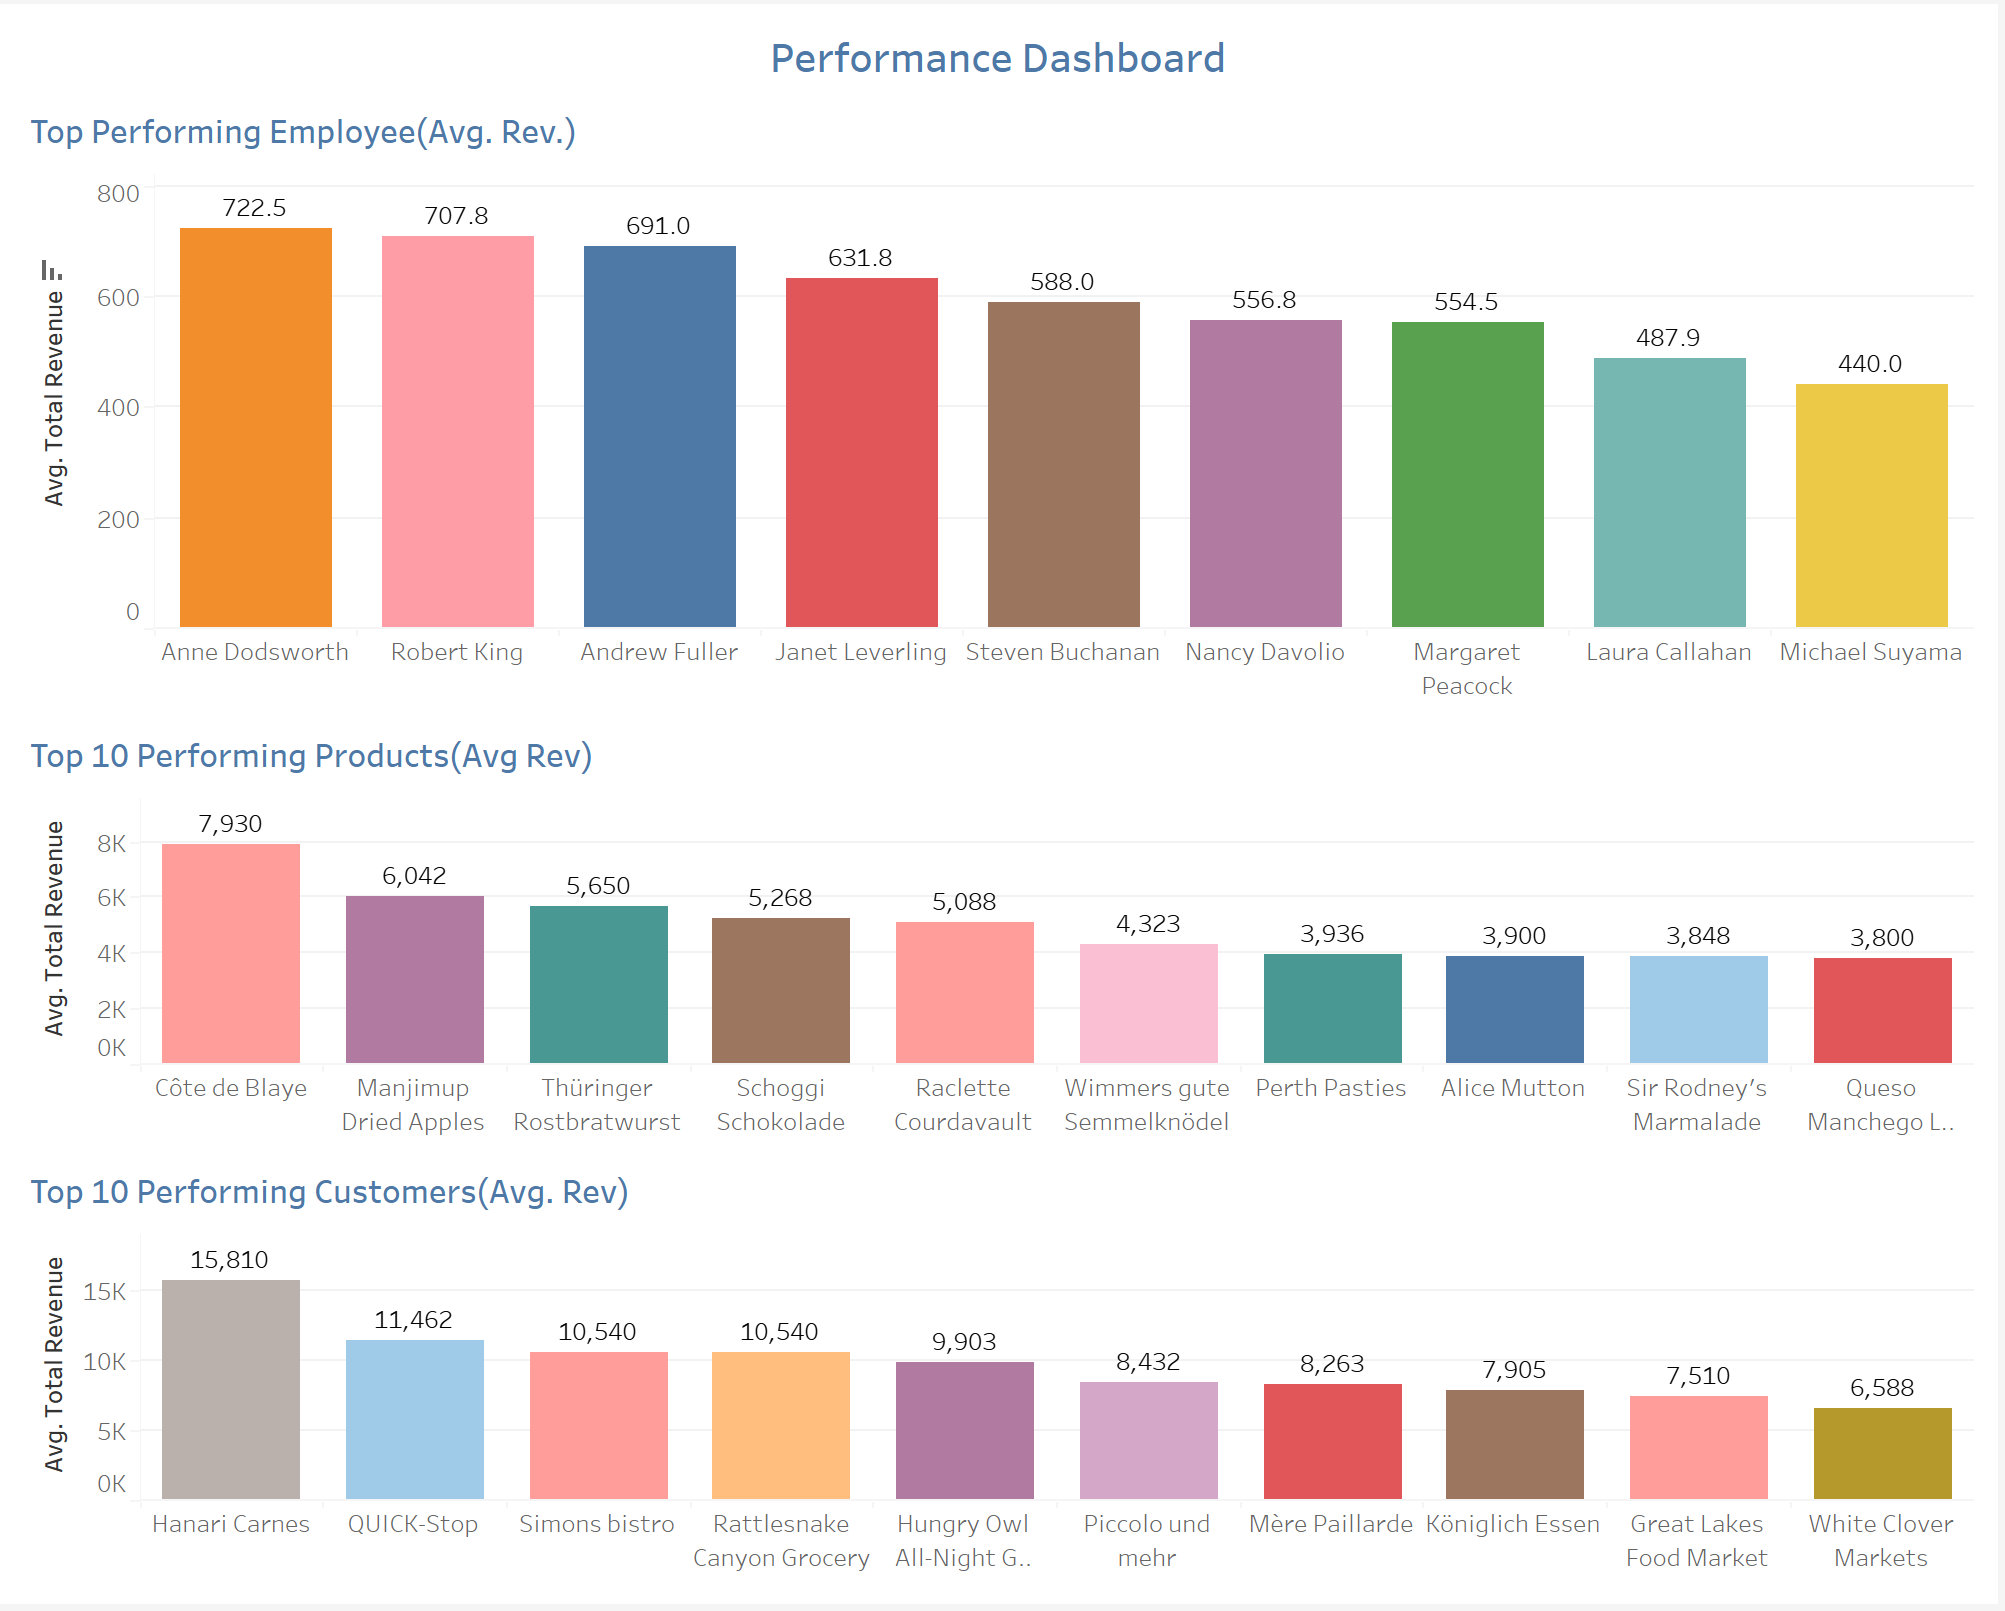 Performance Dashboard
Top Performing Employee(Avg. Rev.)
Avg. Total Revenue
800
600
400
200
0
722.5
707.8
691.0
631.8
588.0
556.8
554.5
487.9
440.0
Anne Dodsworth
Robert King
Andrew Fuller
Janet Leverling
Steven Buchanan
Nancy Davolio
Margaret
Peacock
Laura Callahan
Michael Suyama
Top 10 Performing Products(Avg Rev)
Avg. Total Revenue
8K
6K
4K
2K
0K
7,930
6,042
5,650
5,268
5,088
4,323
3,936
3,900
3,848
3,800
Côte de Blaye
Manjimup
Dried Apples
Thüringer
Rostbratwurst
Schoggi
Schokolade
Raclette
Courdavault
Wimmers gute
Semmelknödel
Perth Pasties
Alice Mutton
Sir Rodney's
Marmalade
Queso
Manchego L..
Top 10 Performing Customers(Avg. Rev)
Avg. Total Revenue
15K
10K
5K
0K
15,810
11,462
10,540
10,540
9,903
8,432
8,263
7,905
7,510
6,588
Hanari Carnes
QUICK-Stop
Simons bistro
Rattlesnake
Canyon Grocery
Hungry Owl
All-Night G..
Piccolo und
mehr
Mère Paillarde
Königlich Essen
Great Lakes
Food Market
White Clover
Markets